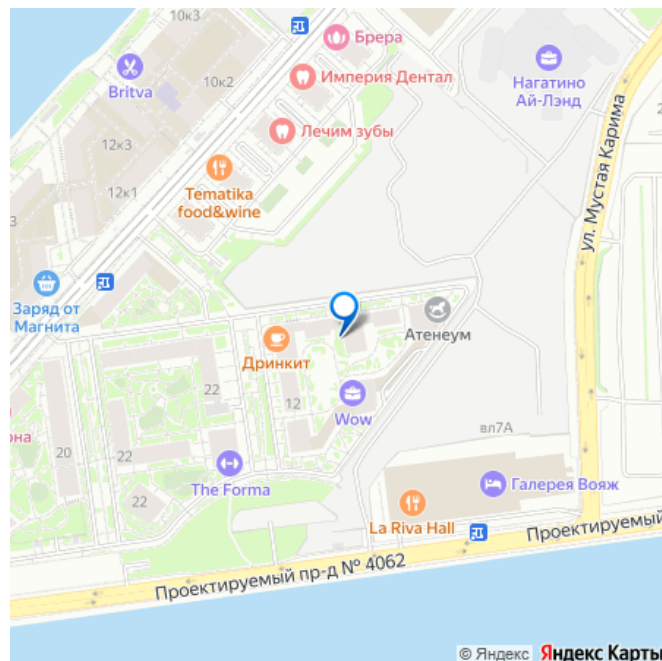 10к3
Брера
Britva
10к2
Империя Дентал
Нагатино
Ай-Лэнд
Лечим зубы
12к3
12к1
Tematika
food&wine
ул. Мустая Карима
Заряд от
Магнита
Атенеум
Дринкит
22
12
Wow
она
20
22
вл7А
22
The Forma
Галерея Вояж
La Riva Hall
Проектируемый
Проектируемый пр-д № 4062
© Яндекс Яндекс Карты